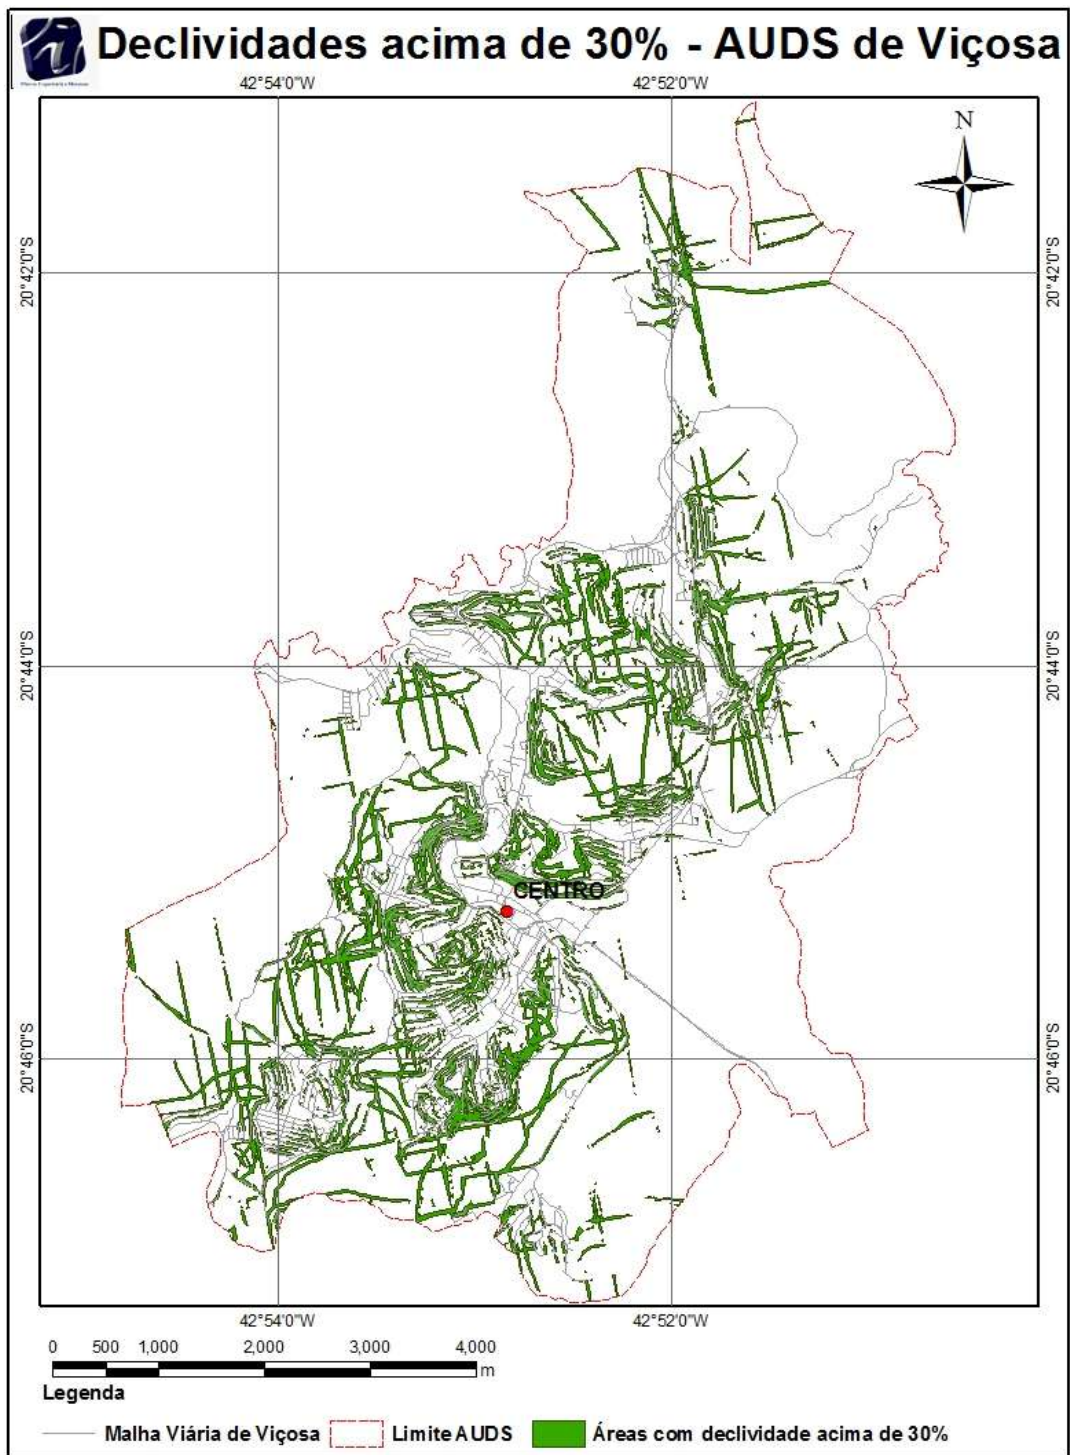 Declividades acima de 30% - AUDS de Viçosa
42°54'0"W 42°52'0"W
N
20°42'0"S 20°42'0"S
20°44'0"S 20°44'0"S
CENTRO
20°46'0"S 20°46'0"S
42°54'0"W 42°52'0"W
0 500 1,000 2,000 3,000 4,000
m
Legenda
Malha Viária de Viçosa Limite AUDS Áreas com declividade acima de 30%